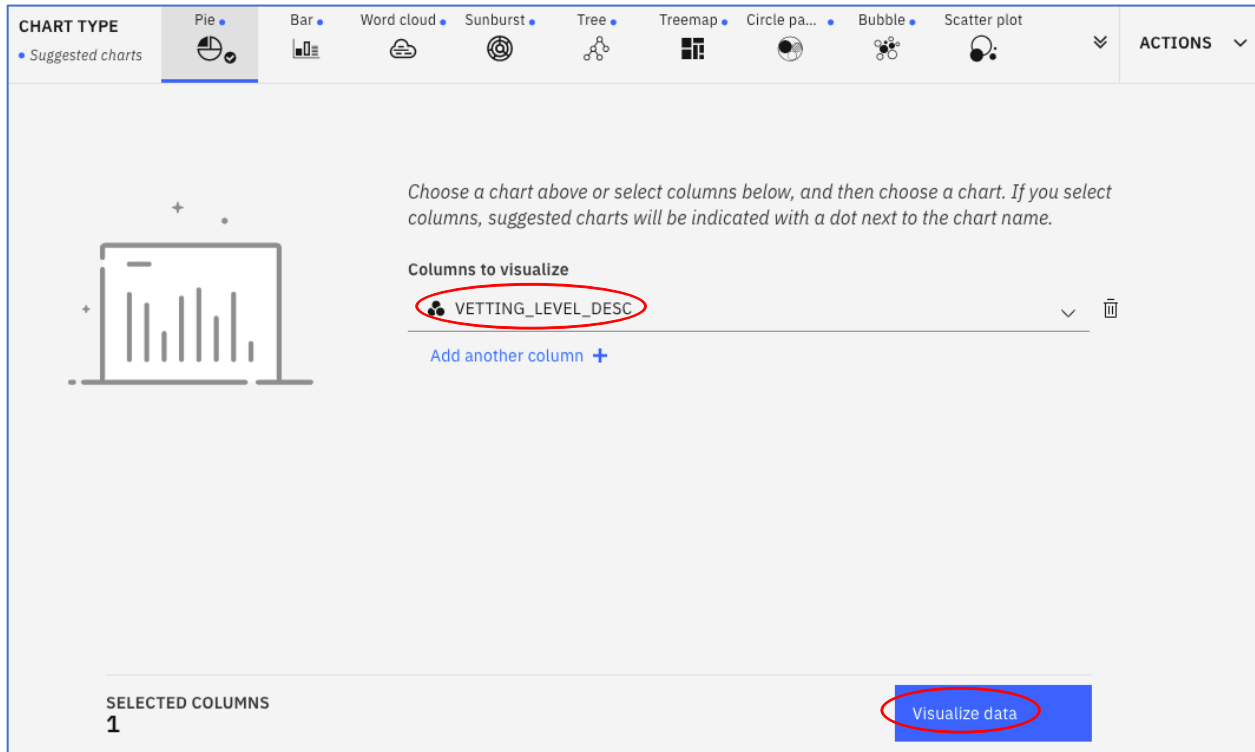 CHART TYPE
• Suggested charts
Pie •
Bar •
Word cloud •
Sunburst •
Tree •
Treemap •
Circle pa... •
Bubble •
Scatter plot
ACTIONS
Choose a chart above or select columns below, and then choose a chart. If you select
columns, suggested charts will be indicated with a dot next to the chart name.
Columns to visualize
VETTING_LEVEL_DESC
Add another column +
SELECTED COLUMNS
1
Visualize data